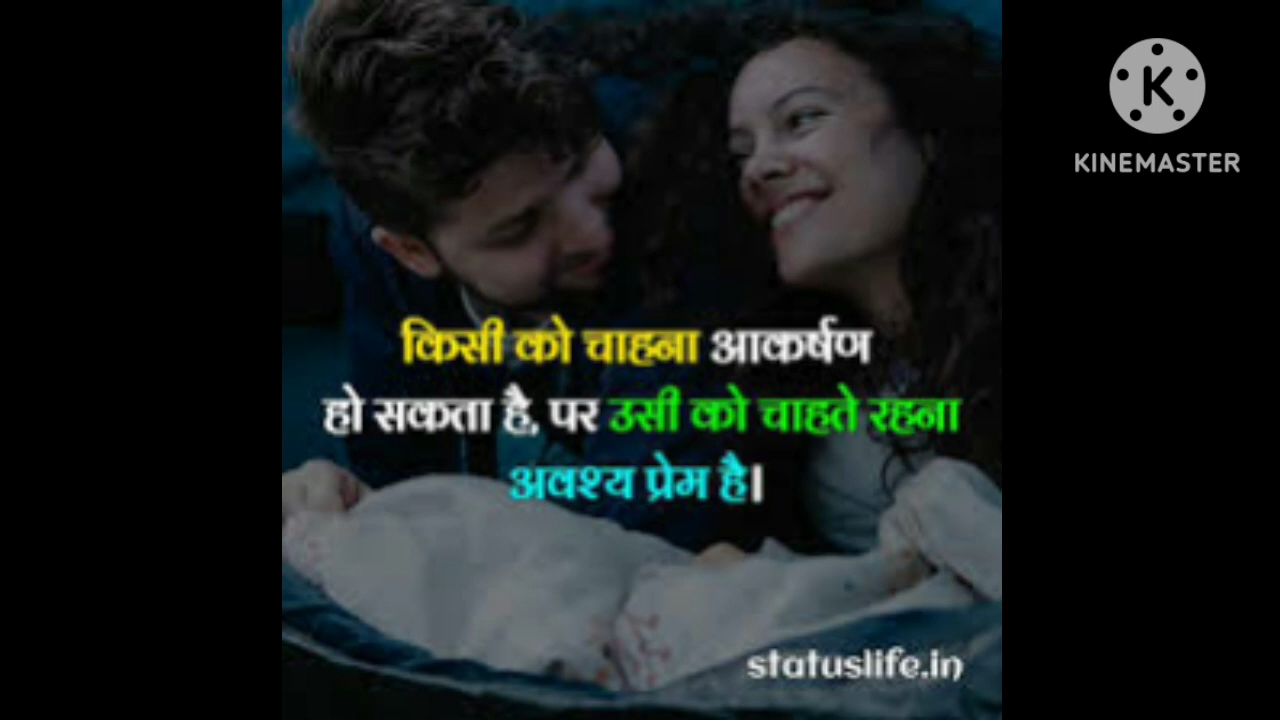 KINEMASTER
किसी को चाहना आकर्षण
हो सकता है, पर उसी को चाहते रहना
अवश्य प्रेम है।
statuslife.in